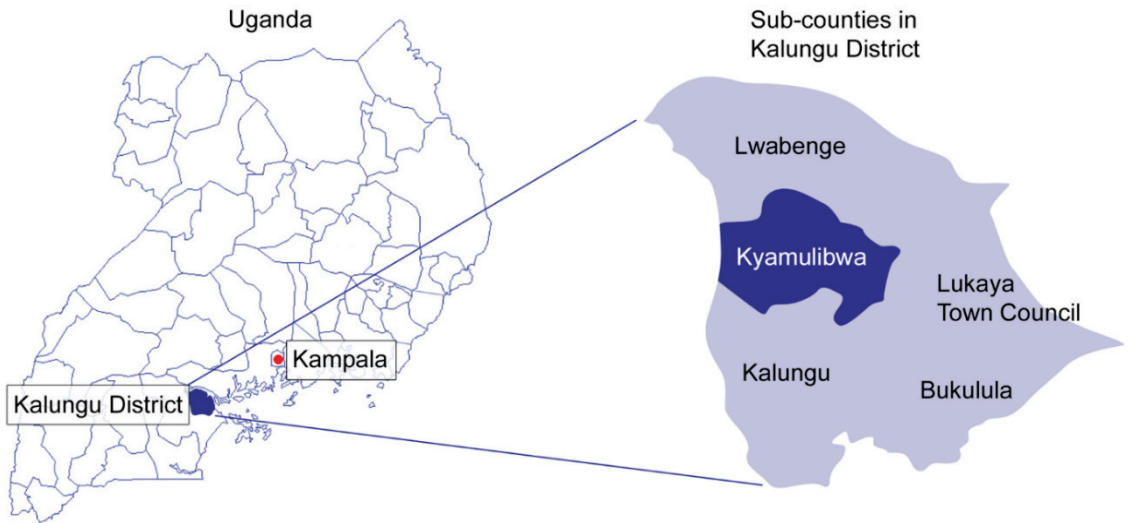 Uganda
Kampala
Kalungu District
Sub-counties in
Kalungu District
Lwabenge
Kyamulibwa
Lukaya
Town Council
Kalungu
Bukulula